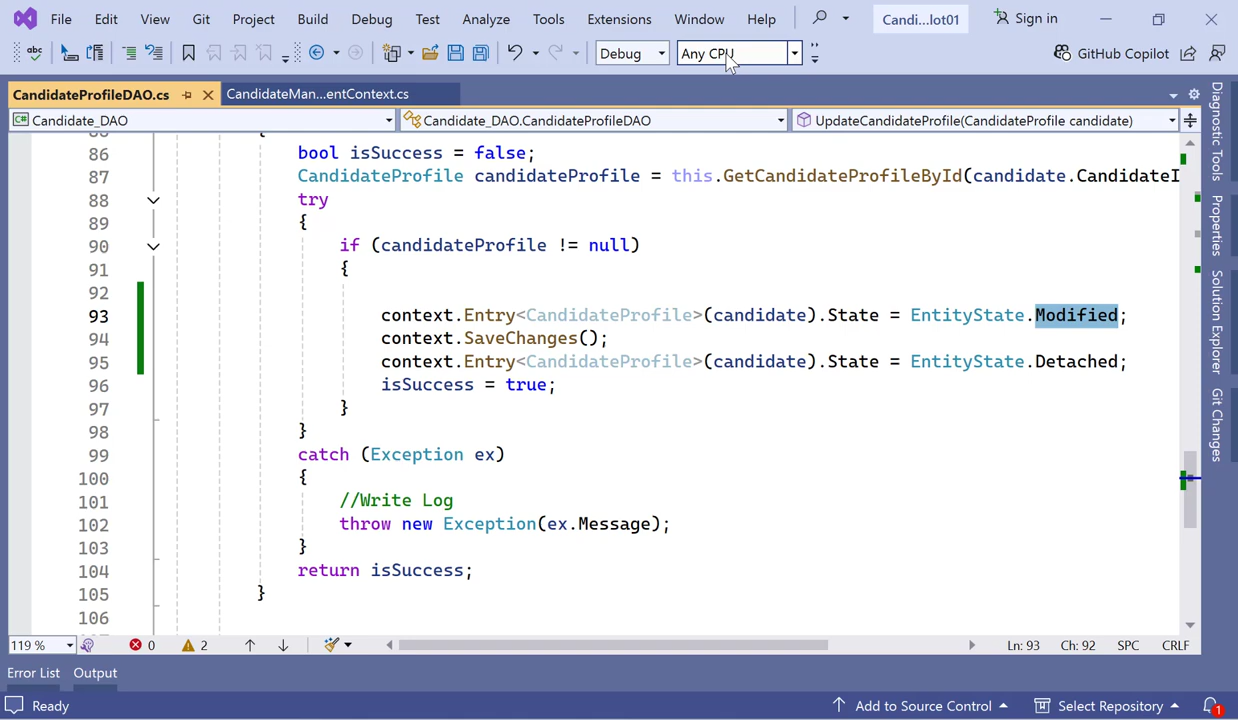 File Edit View Git Project Build Debug Test Analyze Tools Extensions Window Help Candi...lot01 Sign in
abc Debug Any CPU GitHub Copilot
CandidateProfileDAO.cs CandidateMan...entContext.cs
Candidate_DAO Candidate_DAO.CandidateProfileDAO UpdateCandidateProfile(CandidateProfile candidate)
86 bool isSuccess = false;
87 CandidateProfile candidateProfile = this.GetCandidateProfileById(candidate.CandidateI
88 try
89 {
90 if (candidateProfile != null)
91 {
92
93 context.Entry<CandidateProfile>(candidate).State = EntityState.Modified;
94 context.SaveChanges();
95 context.Entry<CandidateProfile>(candidate).State = EntityState.Detached;
96 isSuccess = true;
97 }
98 }
99 catch (Exception ex)
100 {
101 //Write Log
102 throw new Exception(ex.Message);
103 }
104 return isSuccess;
105 }
106
Diagnostic Tools
Properties
Solution Explorer
Git Changes
119 % 0 2 Ln: 93 Ch: 92 SPC CRLF
Error List Output
Ready Add to Source Control Select Repository 1